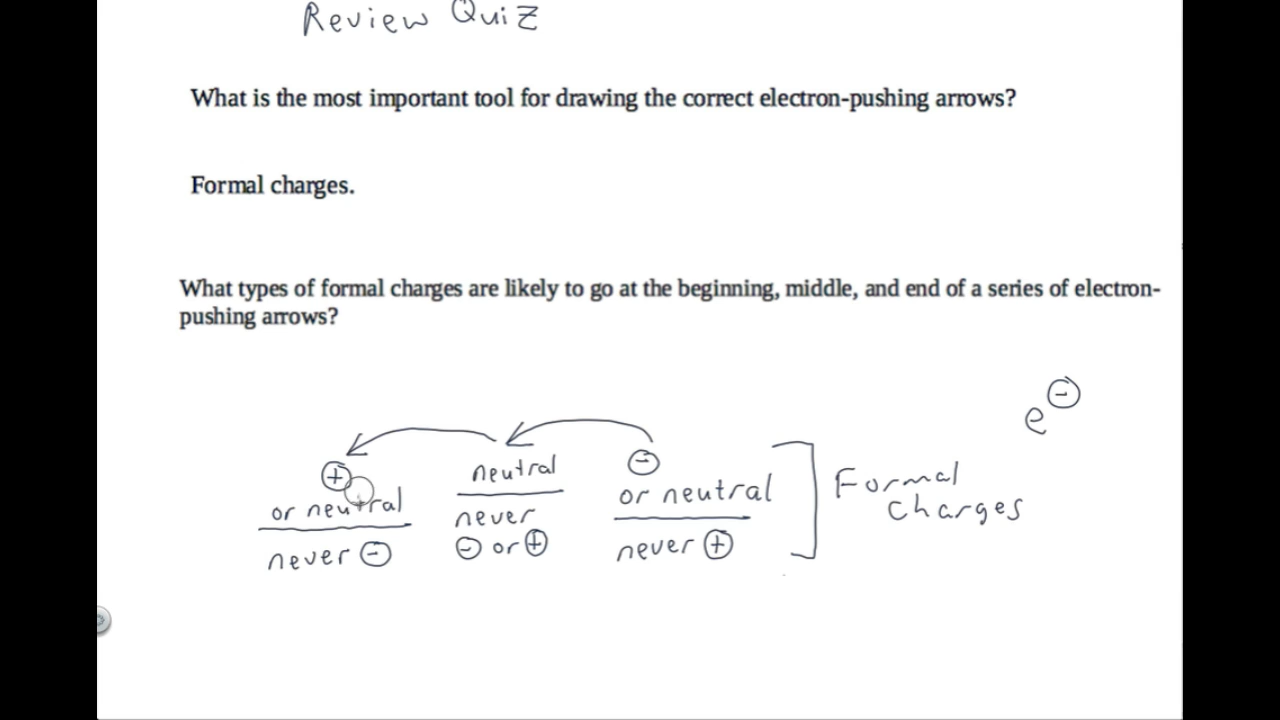 Review Quiz
What is the most important tool for drawing the correct electron-pushing arrows?
Formal charges.
What types of formal charges are likely to go at the beginning, middle, and end of a series of electron-
pushing arrows?
e⊖
⊕ neutral ⊖
or neutral never or neutral Formal
never ⊖ ⊖ or ⊕ never ⊕ charges